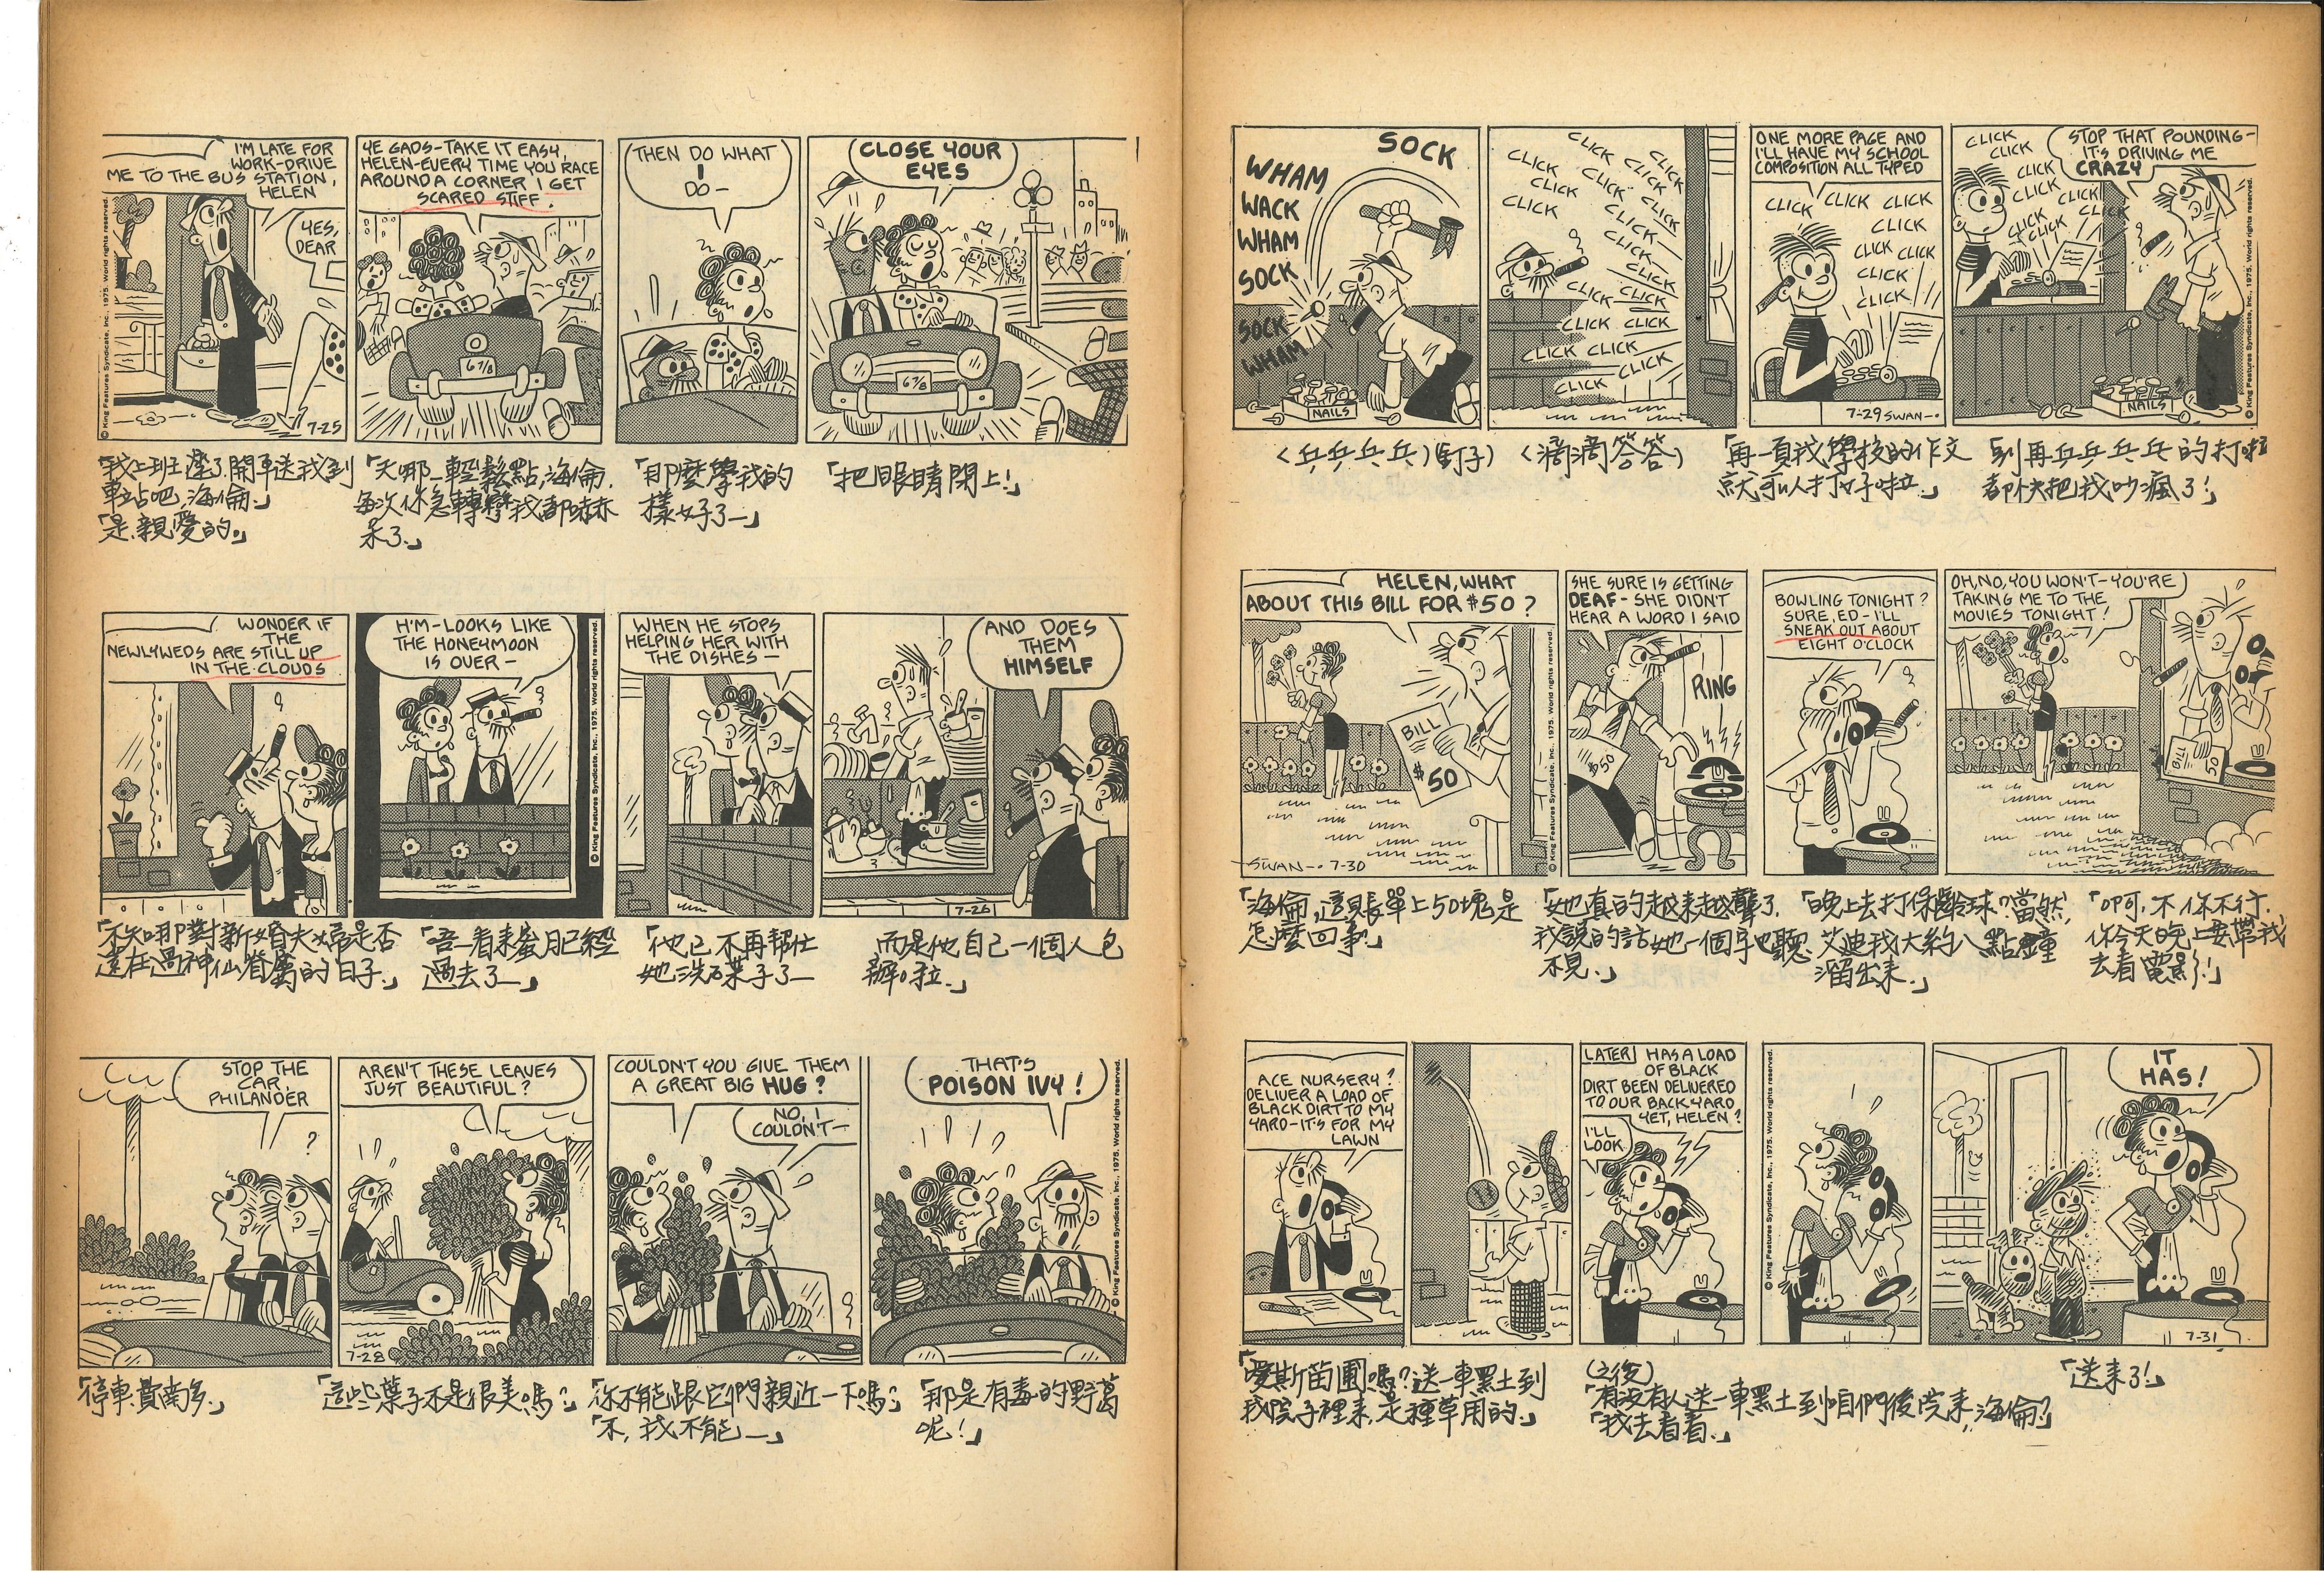 I'M LATE FOR
WORK-DRIVE
ME TO THE BUS STATION,
HELEN
YES,
DEAR
7-25
© King Features Syndicate, Inc., 1975. World rights reserved.
YE GADS-TAKE IT EASY,
HELEN-EVERY TIME YOU RACE
AROUND A CORNER I GET
SCARED STIFF.
67/8
THEN DO WHAT
I
DO-
CLOSE YOUR
EYES
67/8
「我上班遲了,開車送我到
車站吧,海倫。」
「是,親愛的。」
「天哪—輕鬆點,海倫,
每次你急轉彎我都嚇
呆了.」
「那麼學我的
樣好了—」
「把眼睛閉上!」
WONDER IF
THE
NEWLYWEDS ARE STILL UP
IN THE CLOUDS
H'M-LOOKS LIKE
THE HONEYMOON
IS OVER-
© King Features Syndicate, Inc., 1975. World rights reserved.
WHEN HE STOPS
HELPING HER WITH
THE DISHES-
AND DOES
THEM
HIMSELF
7-26
「不知哪對新婚夫婦是否
還在過神仙眷屬的日子.」
「唔—看來蜜月已經
過去了—」
「他已不再幫忙
她洗碟子了—
而是他自己一個人包
辦啦.」
STOP THE
CAR,
PHILANDER
?
AREN'T THESE LEAVES
JUST BEAUTIFUL?
7-28
COULDN'T YOU GIVE THEM
A GREAT BIG HUG?
NO, I
COULDN'T-
THAT'S
POISON IVY!
© King Features Syndicate, Inc., 1975. World rights reserved.
「停車,費南多.」
「這些葉子不是很美嗎?」
「你不能跟它們親近一下嗎?」
「不,我不能—」
「那是有毒的野葛
呢!」
SOCK
WHAM
WACK
WHAM
SOCK
SOCK
WHAM
NAILS
CLICK
CLICK CLICK CLICK
CLICK CLICK CLICK
CLICK CLICK CLICK
CLICK
CLICK
CLICK CLICK
CLICK CLICK
CLICK CLICK
CLICK CLICK
CLICK
ONE MORE PAGE AND
I'LL HAVE MY SCHOOL
COMPOSITION ALL TYPED
CLICK CLICK CLICK
CLICK
CLICK CLICK
CLICK
CLICK
7-29 SWAN-
CLICK
CLICK
CLICK
CLICK CLICK
CLICK CLICK
CLICK
STOP THAT POUNDING-
IT'S DRIVING ME
CRAZY
NAILS
© King Features Syndicate, Inc., 1975. World rights reserved.
〈乒乒乓乓〉(釘子)
〈滴滴答答〉
「再一頁我學校的作文
就可以打好啦.」
「別再乒乒乓乓的打啦
都快把我吵瘋了!」
HELEN, WHAT
ABOUT THIS BILL FOR $50?
BILL
$50
SWAN- 7-30
© King Features Syndicate, Inc., 1975. World rights reserved.
SHE SURE IS GETTING
DEAF- SHE DIDN'T
HEAR A WORD I SAID
RING
$50
BOWLING TONIGHT?
SURE, ED-I'LL
SNEAK OUT ABOUT
EIGHT O'CLOCK
OH, NO, YOU WON'T-YOU'RE
TAKING ME TO THE
MOVIES TONIGHT!
BILL
50
「海倫,這張賬單上50塊是
怎麼回事.」
「她真的越來越聾了,
我說的話她一個字也聽
不見.」
「晚上去打保齡球?當然,
艾迪,我大約八點鐘
溜出來.」
「啊,不,你不行,
你今天晚上要帶我
去看電影!」
ACE NURSERY?
DELIVER A LOAD OF
BLACK DIRT TO MY
YARD-IT'S FOR MY
LAWN
LATER
HAS A LOAD
OF BLACK
DIRT BEEN DELIVERED
TO OUR BACK YARD
YET, HELEN?
I'LL
LOOK
© King Features Syndicate, Inc., 1975. World rights reserved.
IT
HAS!
7-31
「愛斯苗圃嗎?送一車黑土到
我院子裡來,是種草用的.」
(之後)
「有沒有人送一車黑土到咱們後院來,海倫?」
「我去看看.」
「送來了!」